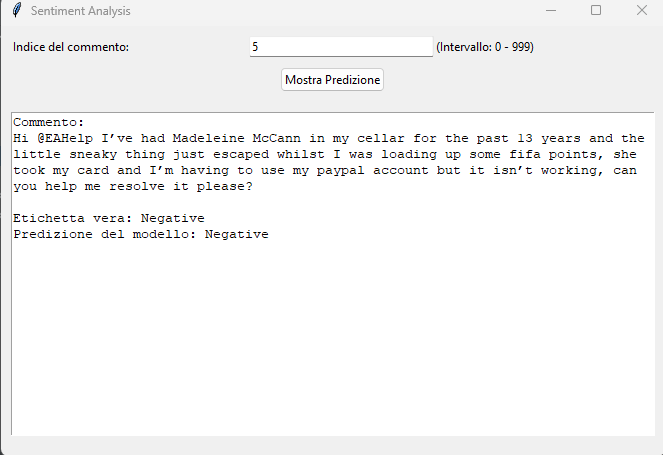 Sentiment Analysis
Indice del commento: 5 (Intervallo: 0 - 999)
Mostra Predizione
Commento:
Hi @EAHelp I’ve had Madeleine McCann in my cellar for the past 13 years and the
little sneaky thing just escaped whilst I was loading up some fifa points, she
took my card and I’m having to use my paypal account but it isn’t working, can
you help me resolve it please?
Etichetta vera: Negative
Predizione del modello: Negative